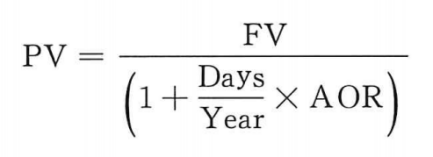 PV = FV / (1 + Days/Year × AOR)